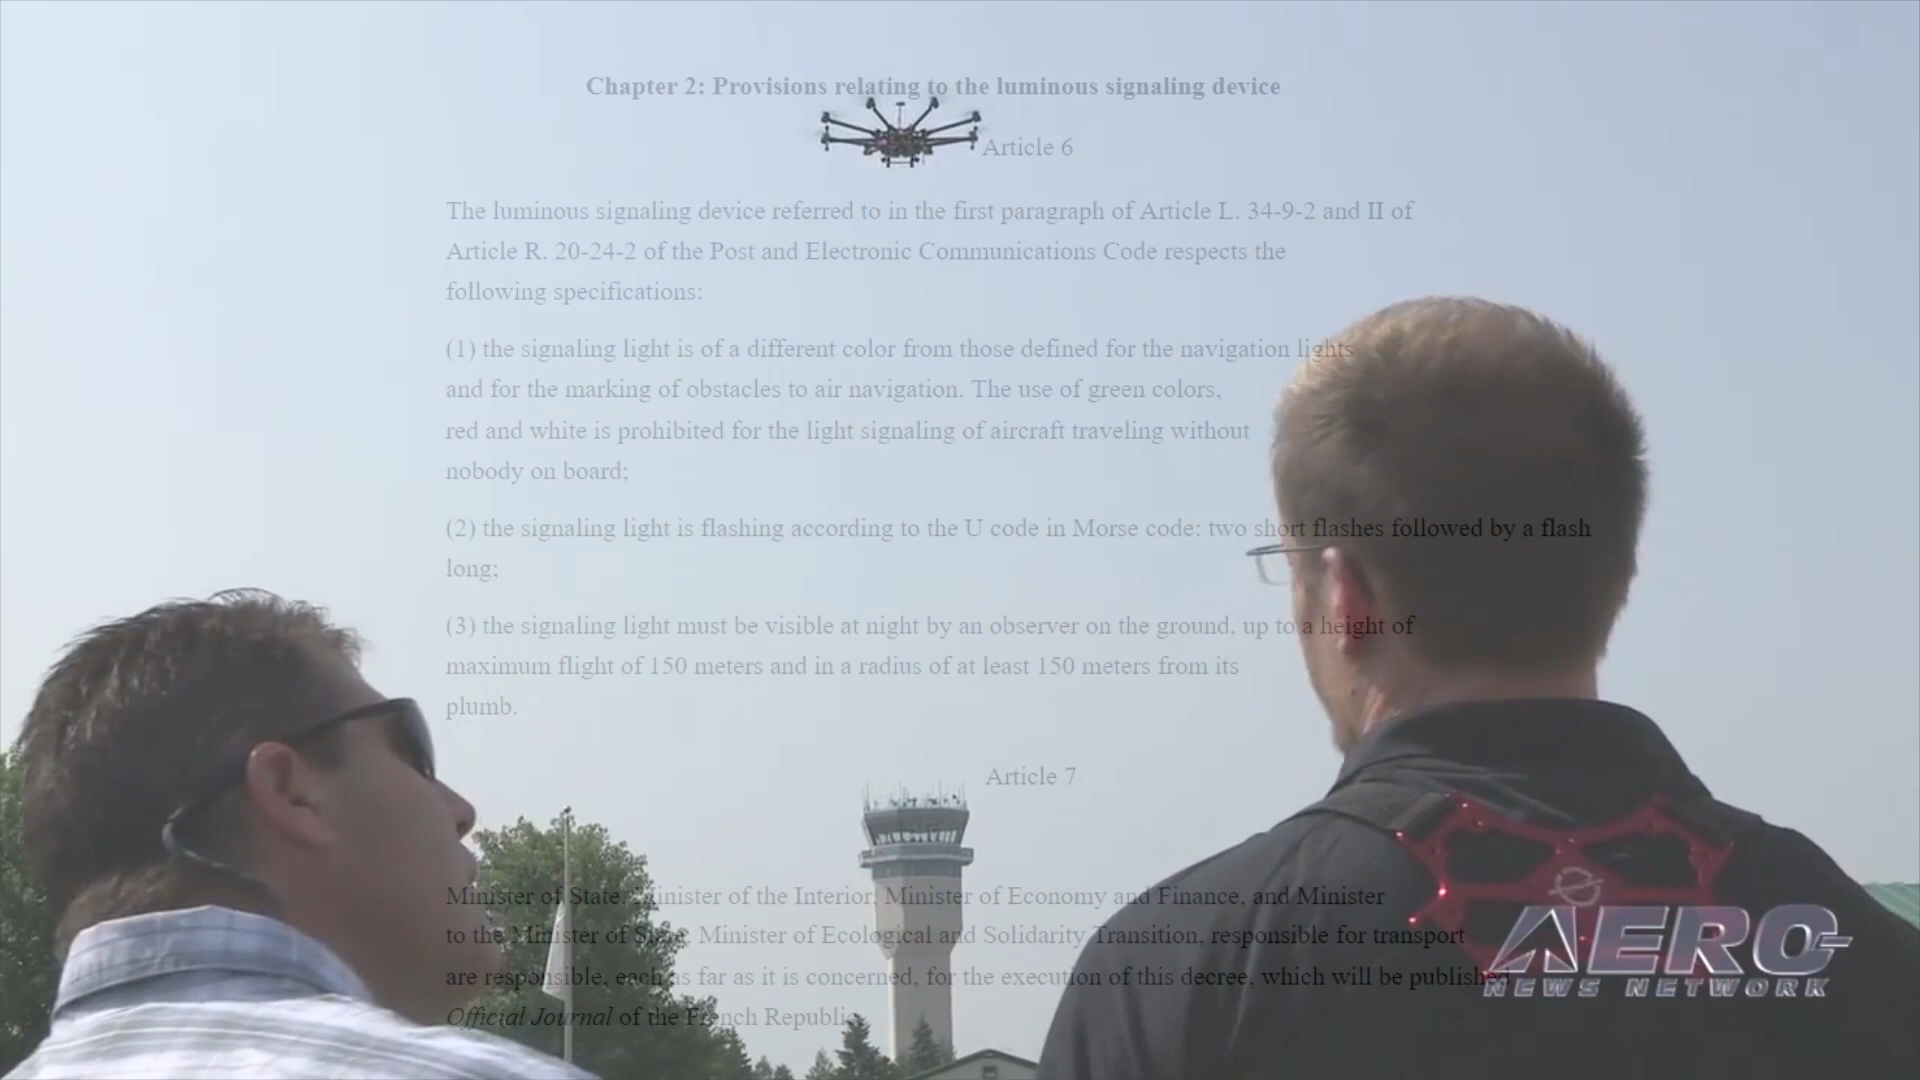 Chapter 2: Provisions relating to the luminous signaling device
Article 6
The luminous signaling device referred to in the first paragraph of Article L. 34-9-2 and II of
Article R. 20-24-2 of the Post and Electronic Communications Code respects the
following specifications:
(1) the signaling light is of a different color from those defined for the navigation lights
and for the marking of obstacles to air navigation. The use of green colors,
red and white is prohibited for the light signaling of aircraft traveling without
nobody on board;
(2) the signaling light is flashing according to the U code in Morse code: two short flashes followed by a flash
long;
(3) the signaling light must be visible at night by an observer on the ground, up to a height of
maximum flight of 150 meters and in a radius of at least 150 meters from its
plumb.
Article 7
Minister of State, Minister of the Interior, Minister of Economy and Finance, and Minister
to the Minister of State, Minister of Ecological and Solidarity Transition, responsible for transport
are responsible, each as far as it is concerned, for the execution of this decree, which will be published
Official Journal of the French Republic
AERO-
NEWS NETWORK